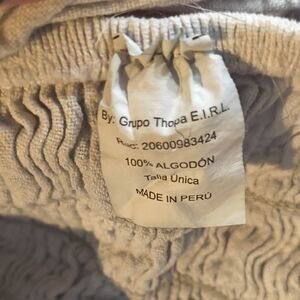 By: Grupo Thopa E.I.R.L.
Ruc: 20600983424
100% ALGODÓN
Talla Única
MADE IN PERÚ